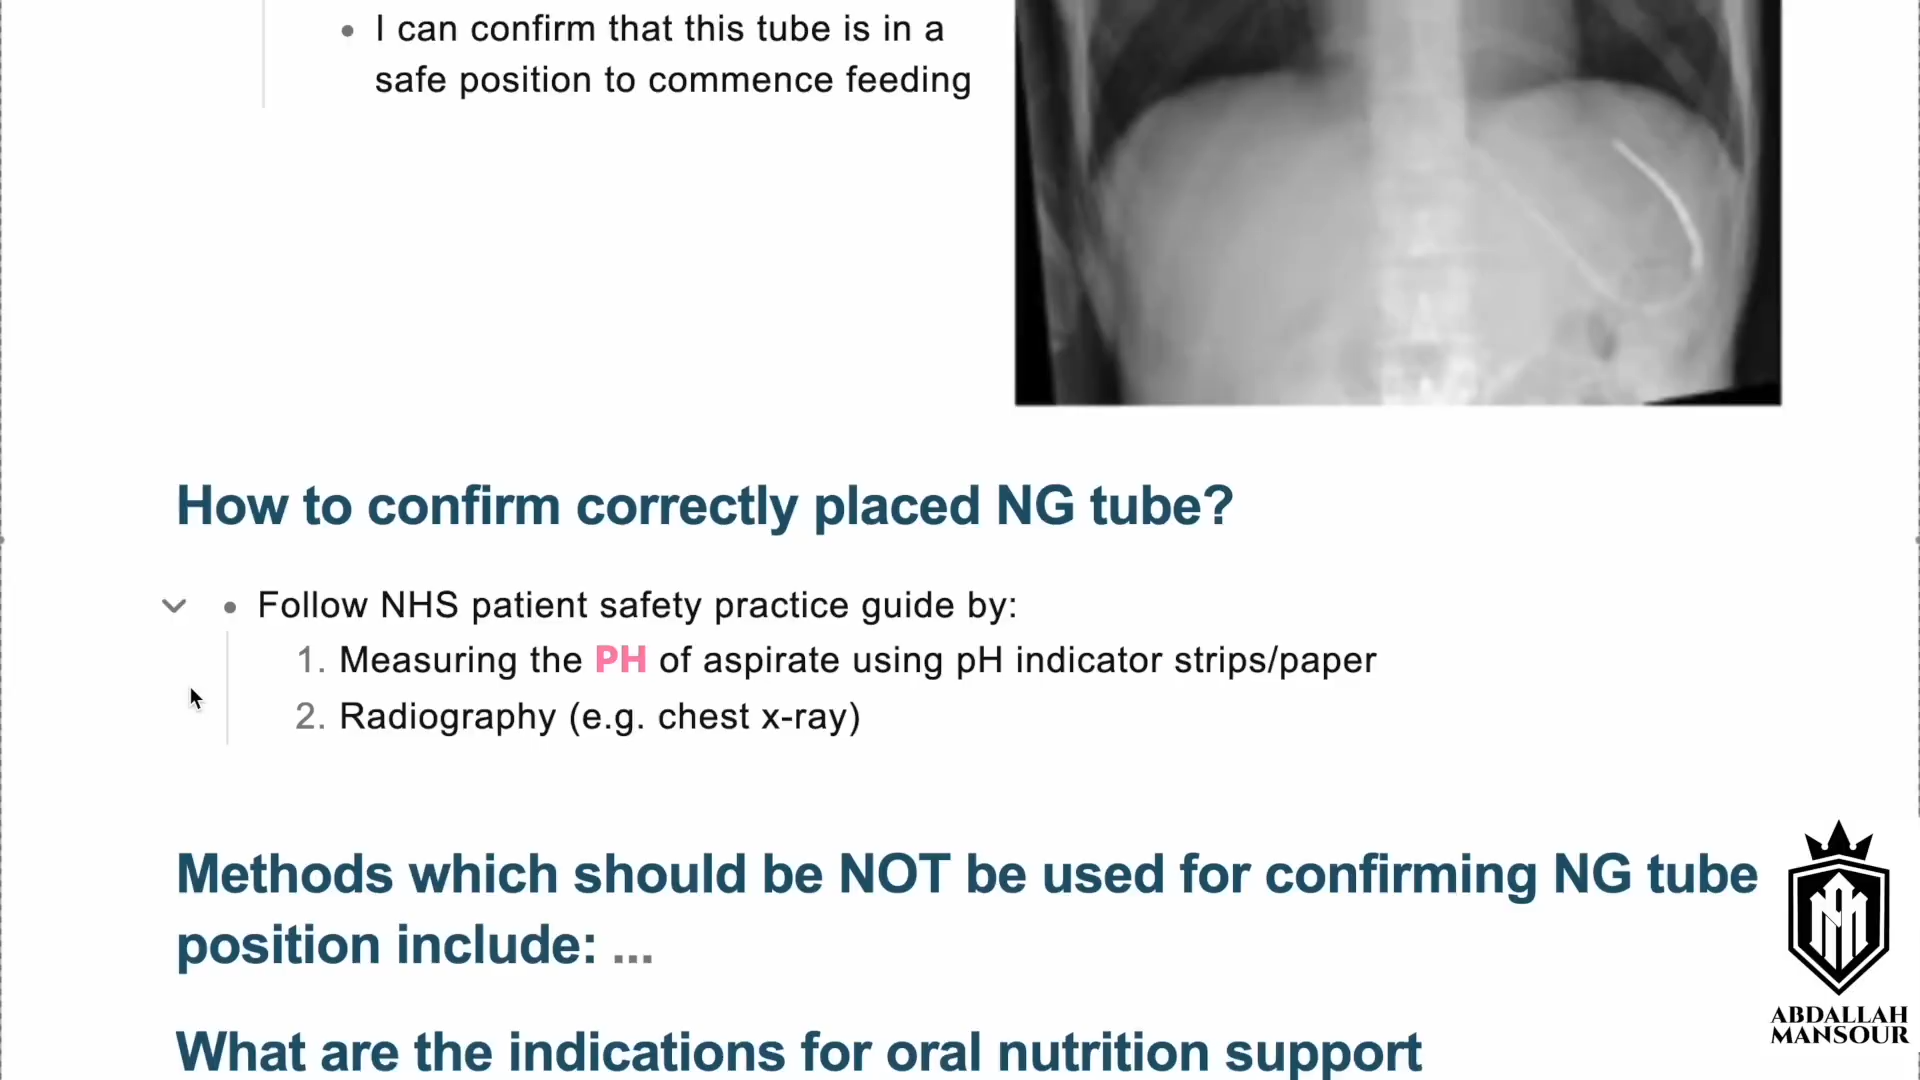 • I can confirm that this tube is in a
safe position to commence feeding
How to confirm correctly placed NG tube?
• Follow NHS patient safety practice guide by:
1. Measuring the PH of aspirate using pH indicator strips/paper
2. Radiography (e.g. chest x-ray)
Methods which should be NOT be used for confirming NG tube
position include: ...
What are the indications for oral nutrition support
ABDALLAH
MANSOUR